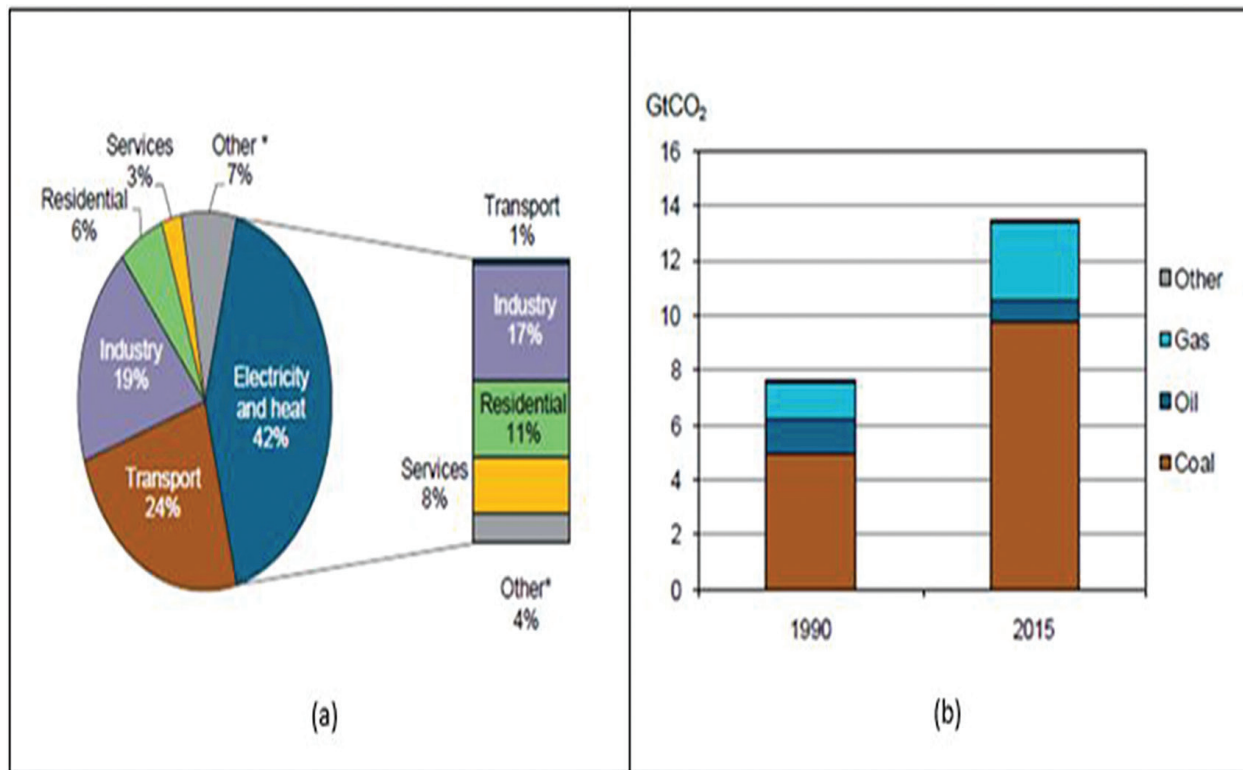 Services
3%
Other *
7%
Residential
6%
Industry
19%
Electricity
and heat
42%
Transport
24%
Transport
1%
Industry
17%
Residential
11%
Services
8%
Other*
4%
(a)
GtCO₂
16
14
12
10
8
6
4
2
0
1990
2015
Other
Gas
Oil
Coal
(b)